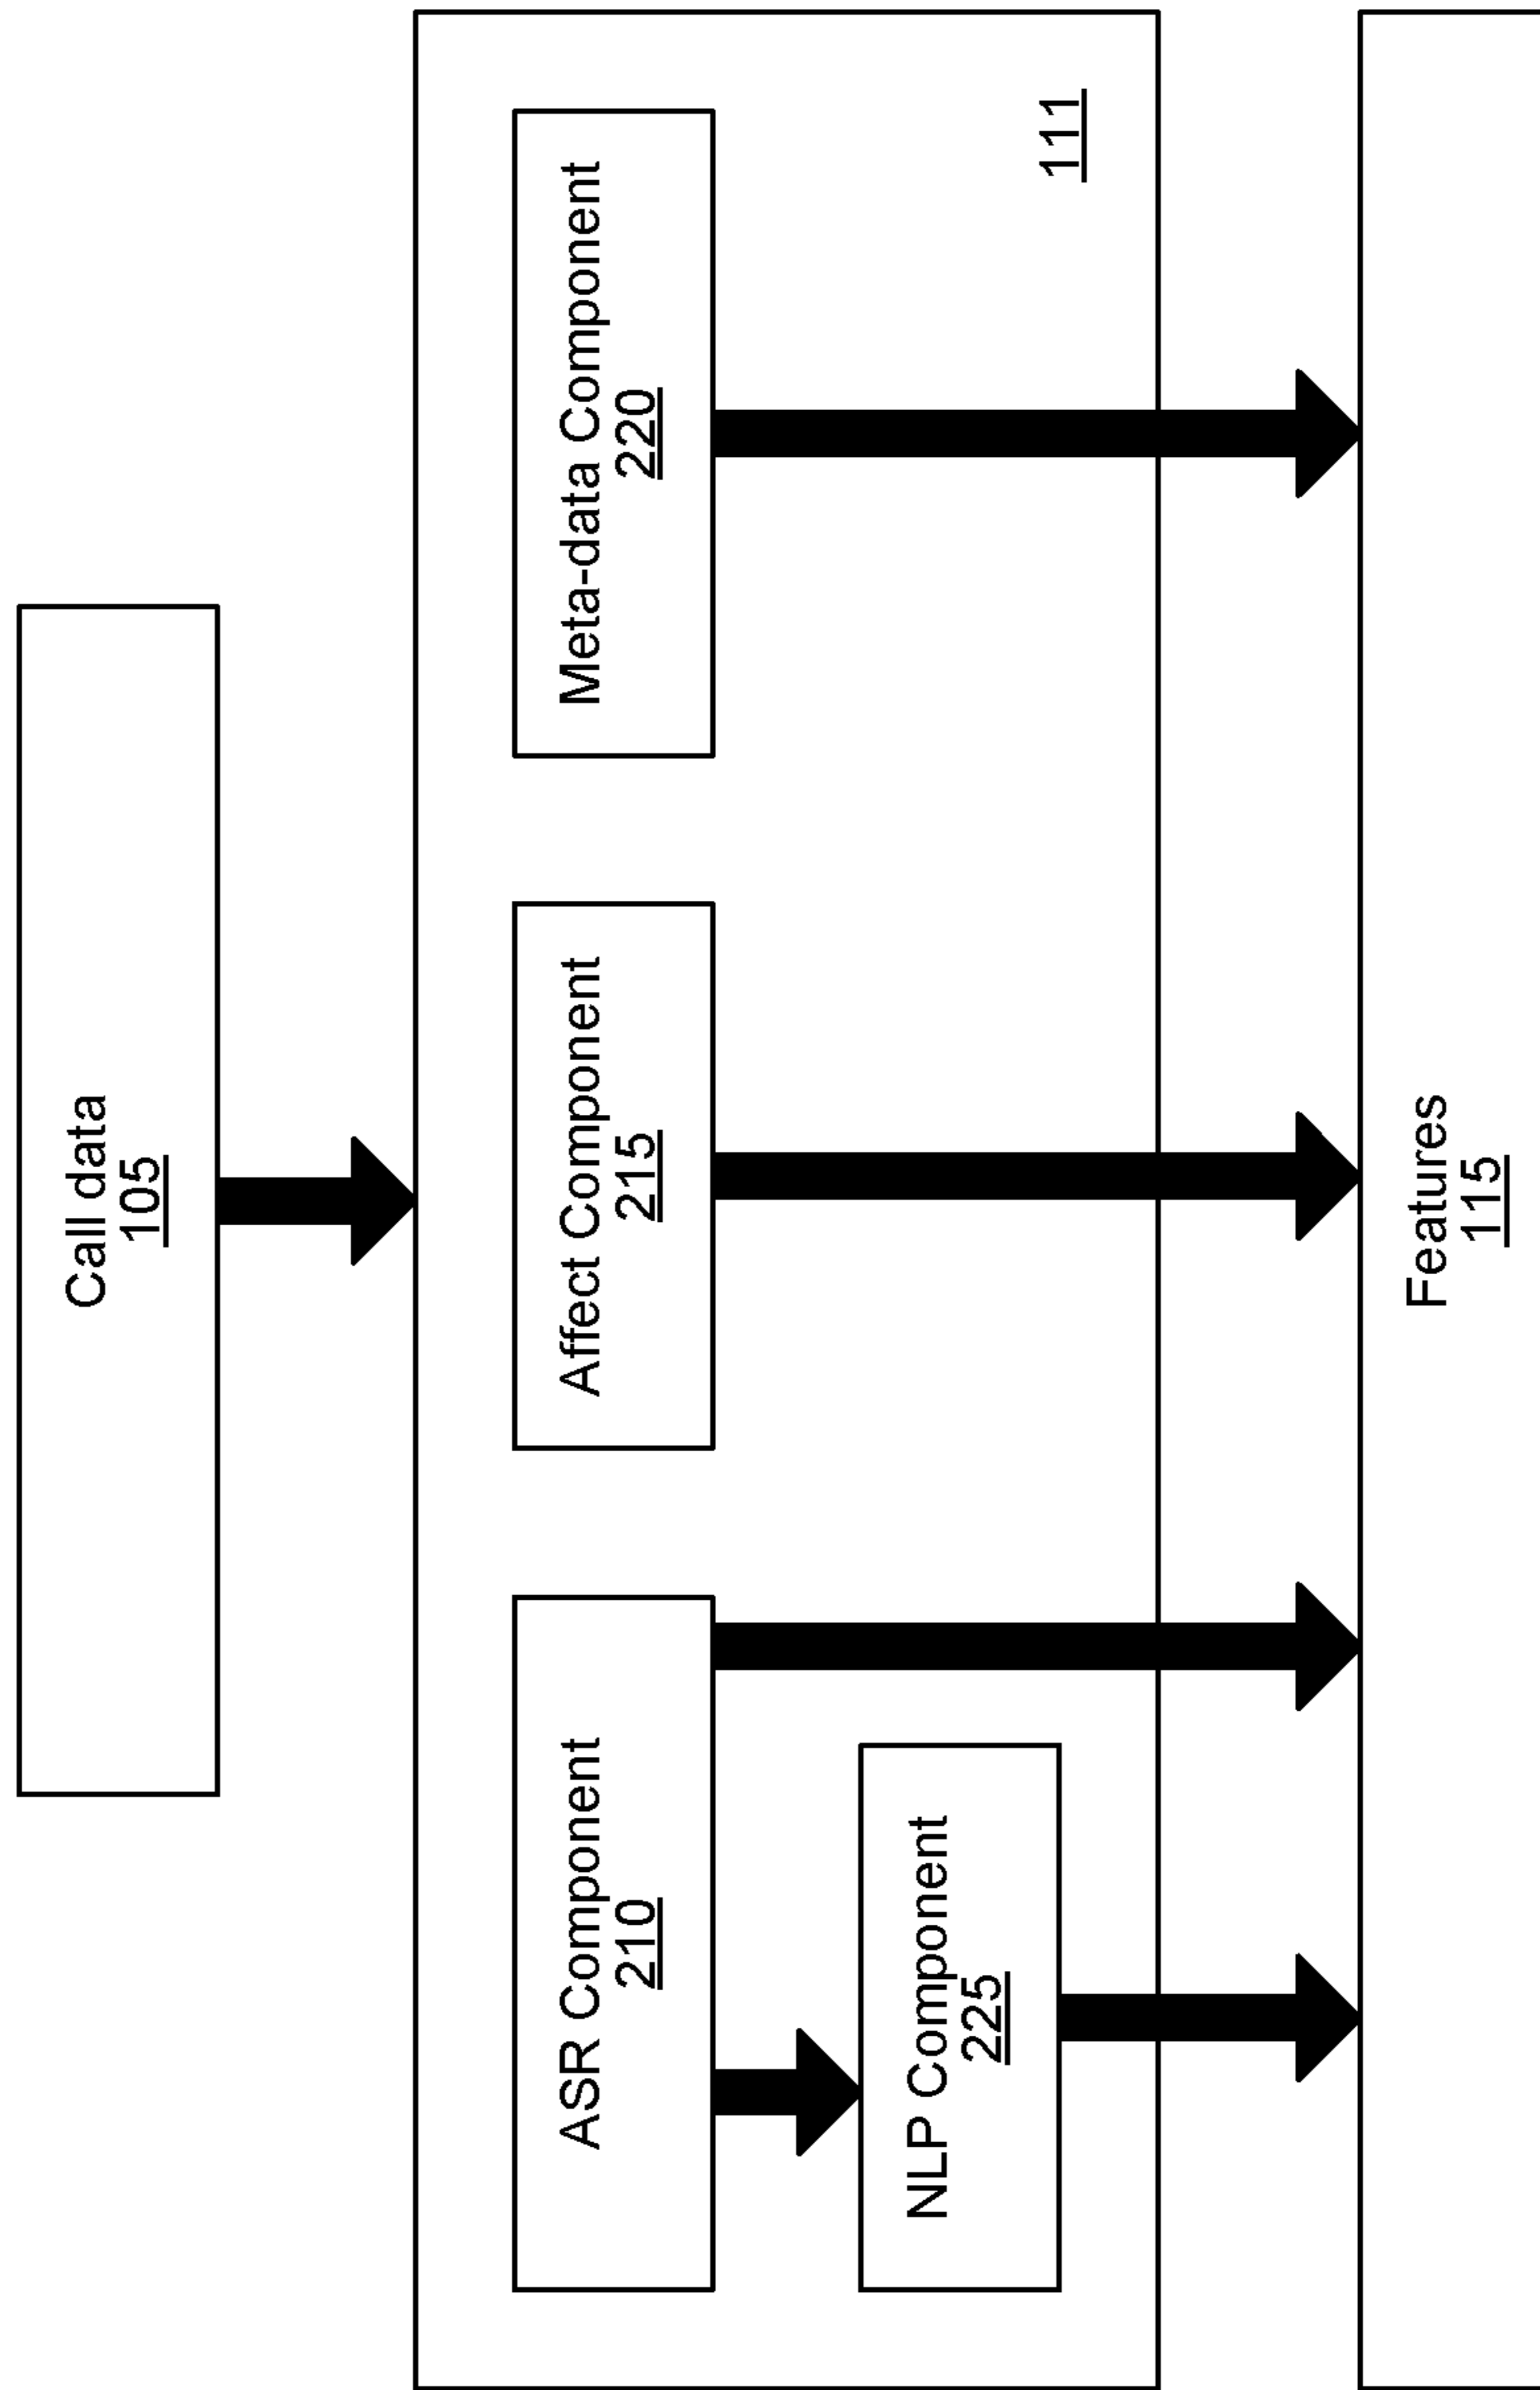 Call data
105
ASR Component
210
Affect Component
215
Meta-data Component
220
NLP Component
225
111
Features
115